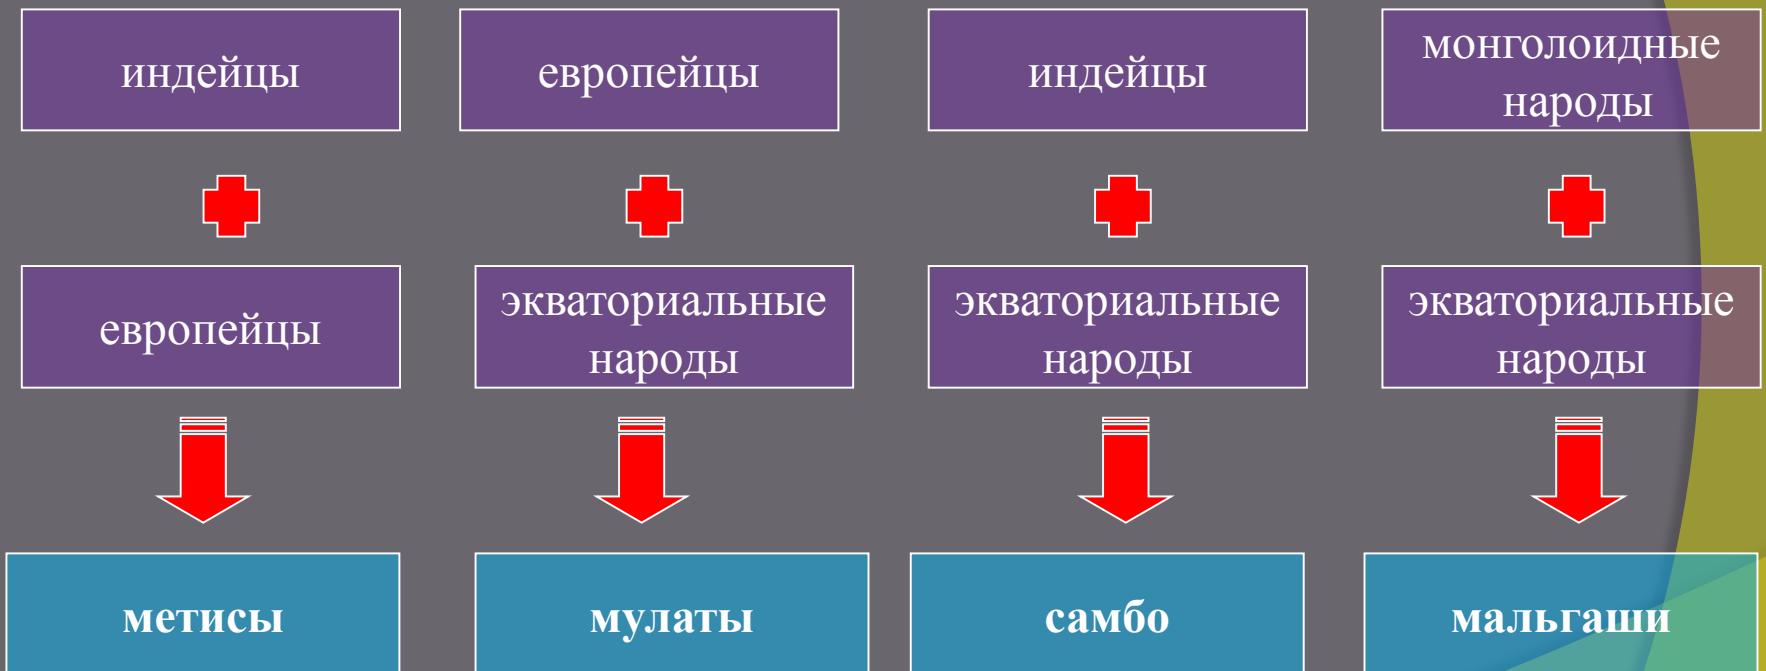 индейцы
европейцы
индейцы
монголоидные
народы
европейцы
экваториальные
народы
экваториальные
народы
экваториальные
народы
метисы
мулаты
самбо
мальгаши